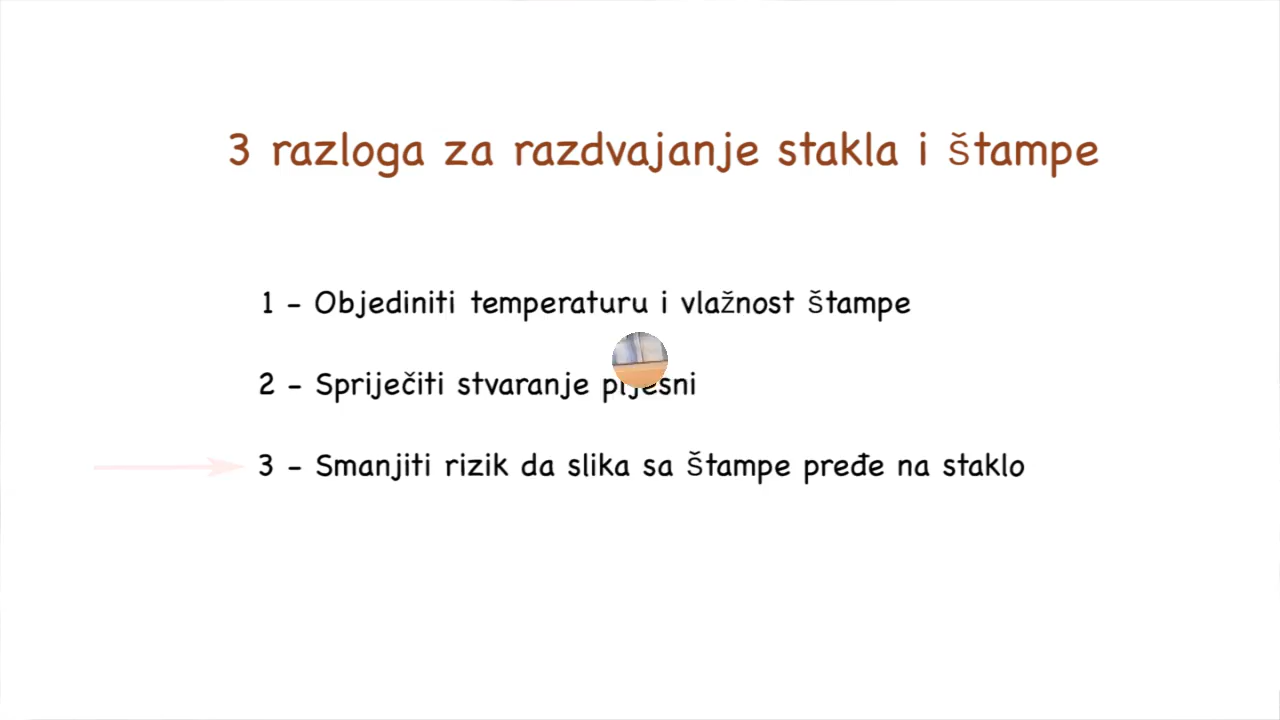 3 razloga za razdvajanje stakla i štampe
1 - Objediniti temperaturu i vlažnost štampe
2 - Spriječiti stvaranje plijesni
3 - Smanjiti rizik da slika sa štampe pređe na staklo